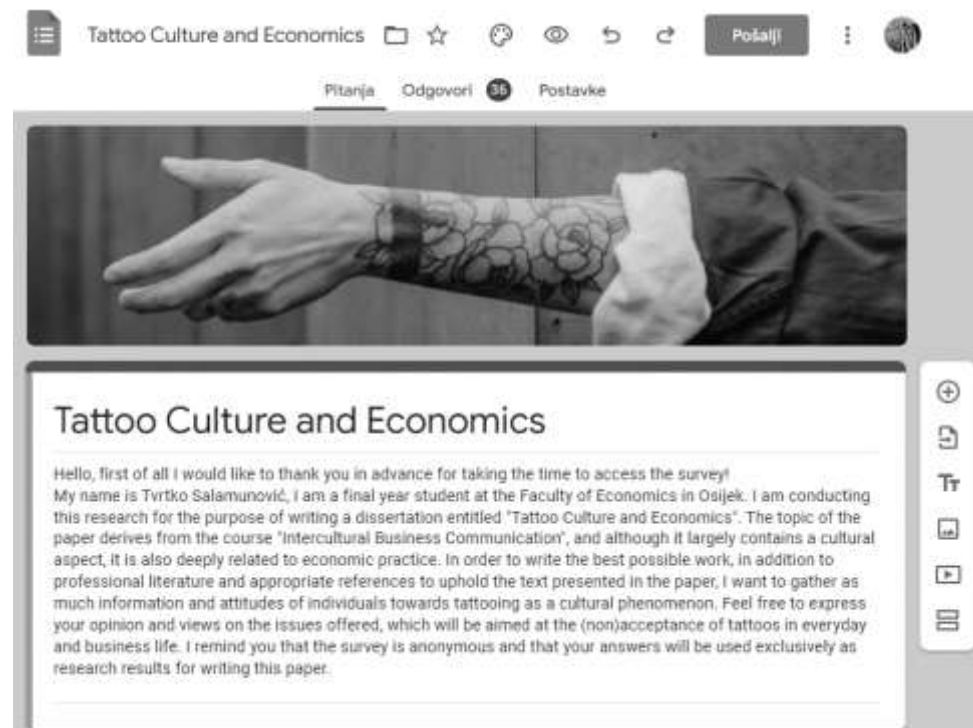 Tattoo Culture and Economics
Pošalji
Pitanja Odgovori 36 Postavke
Tattoo Culture and Economics
Hello, first of all I would like to thank you in advance for taking the time to access the survey!
My name is Tvrtko Salamunović, I am a final year student at the Faculty of Economics in Osijek. I am conducting
this research for the purpose of writing a dissertation entitled "Tattoo Culture and Economics". The topic of the
paper derives from the course "Intercultural Business Communication", and although it largely contains a cultural
aspect, it is also deeply related to economic practice. In order to write the best possible work, in addition to
professional literature and appropriate references to uphold the text presented in the paper, I want to gather as
much information and attitudes of individuals towards tattooing as a cultural phenomenon. Feel free to express
your opinion and views on the issues offered, which will be aimed at the (non)acceptance of tattoos in everyday
and business life. I remind you that the survey is anonymous and that your answers will be used exclusively as
research results for writing this paper.
Tт